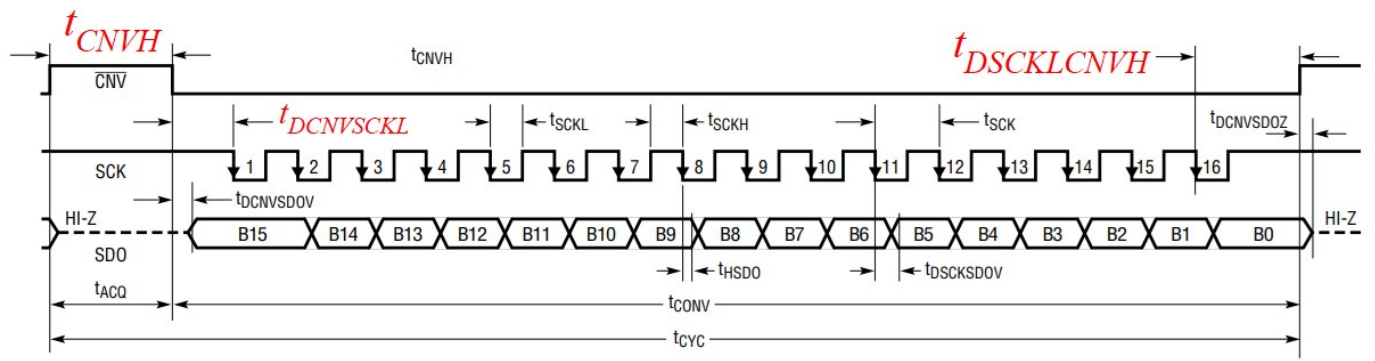 tCNVH tCNVH tDSCKLCNVH
CNV
tDCNVSCKL tSCKL tSCKH tSCK tDCNVSDOZ
SCK 1 2 3 4 5 6 7 8 9 10 11 12 13 14 15 16
tDCNVSDOV
HI-Z HI-Z
SDO B15 B14 B13 B12 B11 B10 B9 B8 B7 B6 B5 B4 B3 B2 B1 B0
tHSDO tDSCKSDOV
tACQ tCONV
tCYC